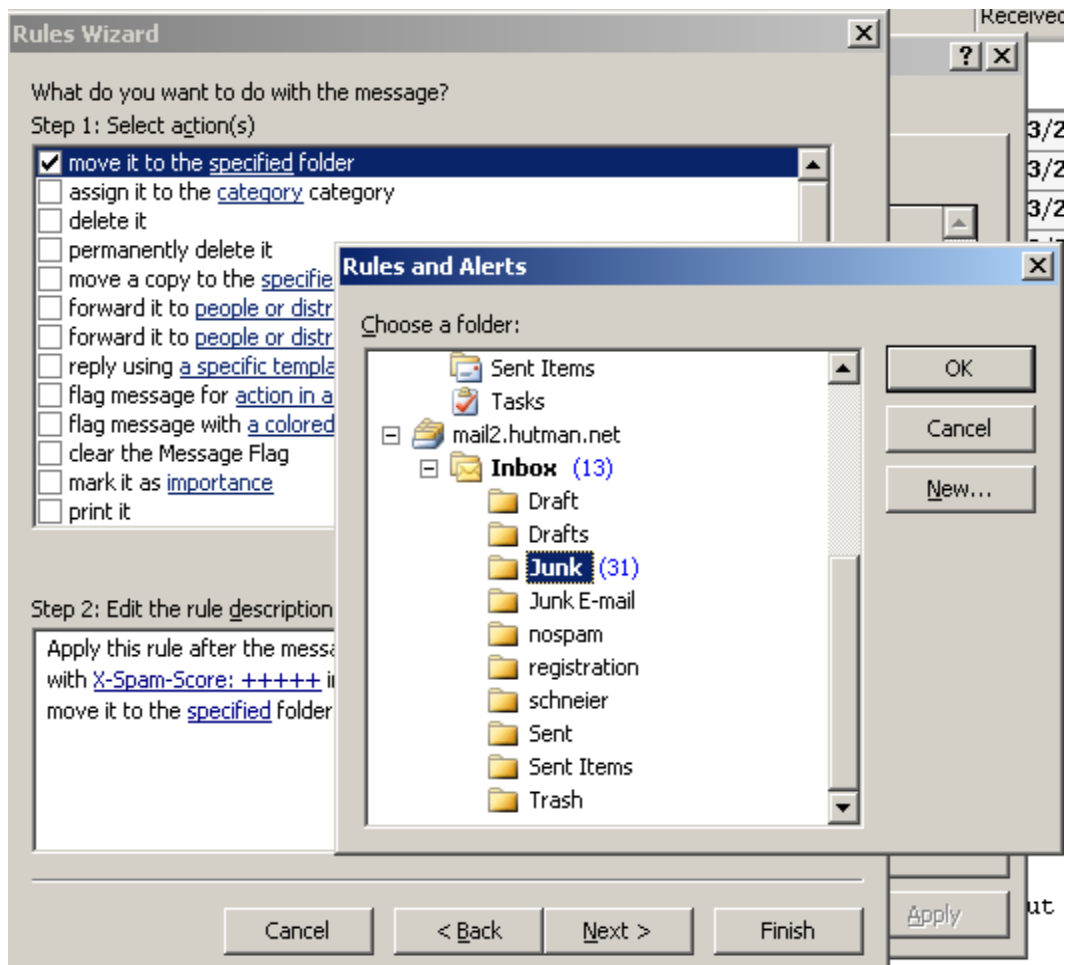 Received
Rules Wizard
What do you want to do with the message?
Step 1: Select action(s)
move it to the specified folder
assign it to the category category
delete it
permanently delete it
move a copy to the specifie
forward it to people or distr
forward it to people or distr
reply using a specific templa
flag message for action in a
flag message with a colored
clear the Message Flag
mark it as importance
print it
Step 2: Edit the rule description
Apply this rule after the messa
with X-Spam-Score: +++++ i
move it to the specified folder
Cancel
< Back
Next >
Finish
Rules and Alerts
Choose a folder:
Sent Items
Tasks
mail2.hutman.net
Inbox (13)
Draft
Drafts
Junk (31)
Junk E-mail
nospam
registration
schneier
Sent
Sent Items
Trash
OK
Cancel
New...
3/2
3/2
3/2
Apply
ut